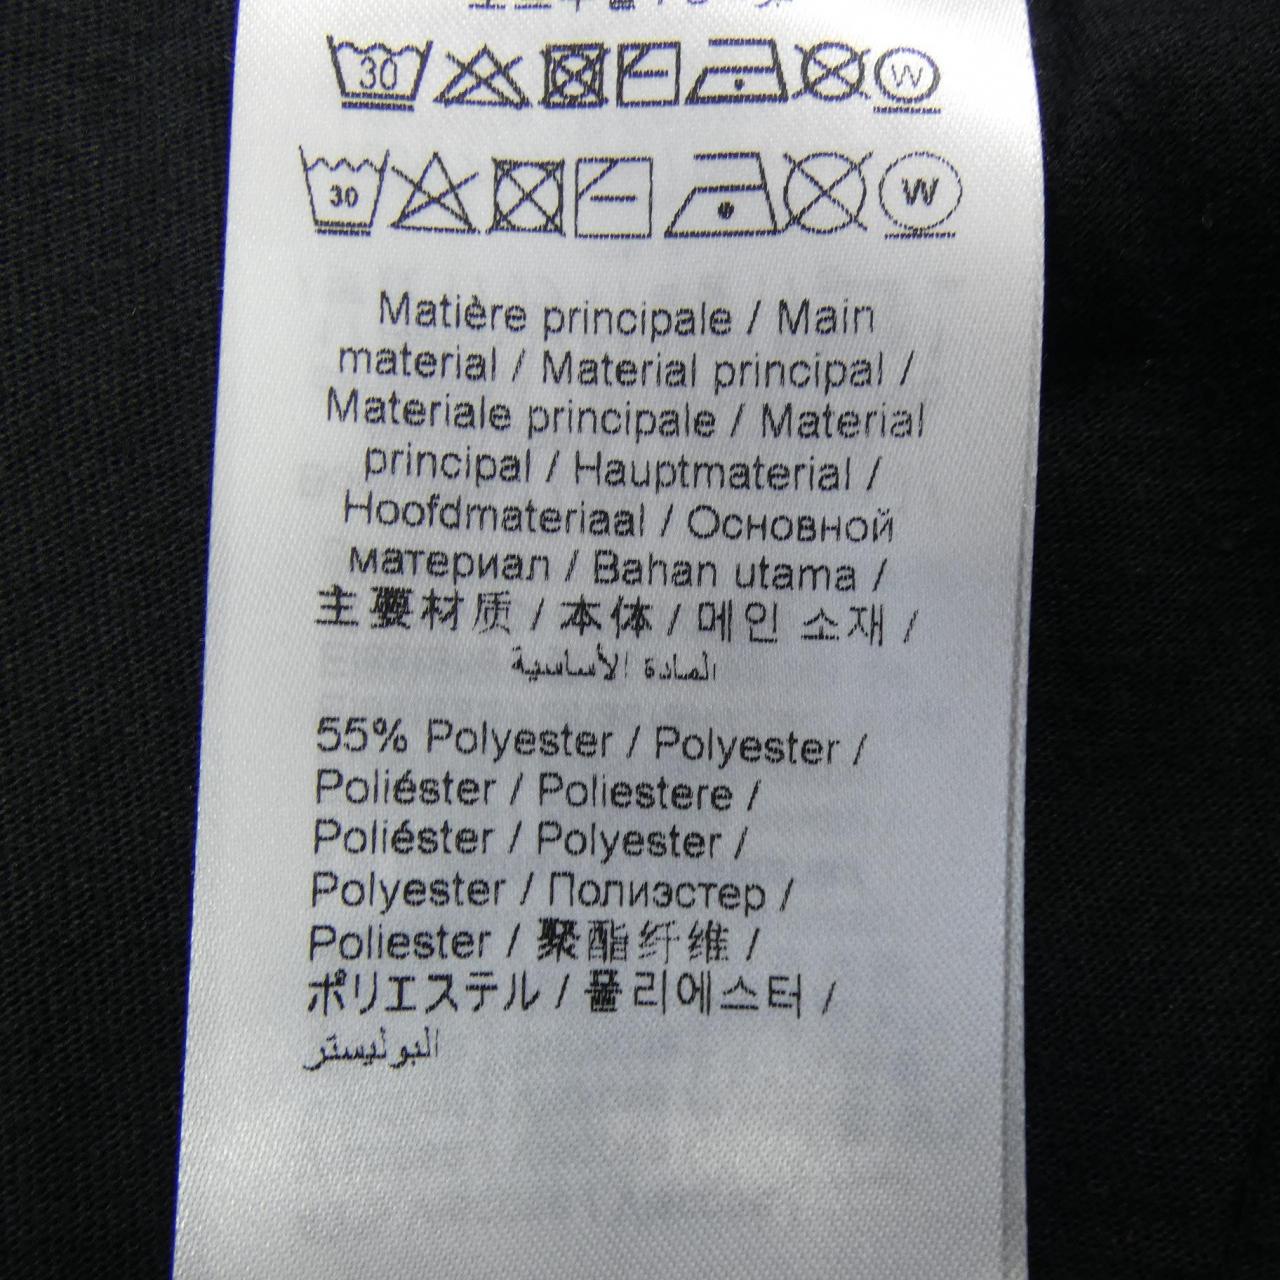 30 W
30 W
Matière principale / Main
material / Material principal /
Materiale principale / Material
principal / Hauptmaterial /
Hoofdmateriaal / Основной
материал / Bahan utama /
主要材质 / 本体 / 메인 소재 /
المادة الأساسية
55% Polyester / Polyester /
Poliéster / Poliestere /
Poliéster / Polyester /
Polyester / Полиэстер /
Poliester / 聚酯纤维 /
ポリエステル / 폴리에스터 /
البوليستر